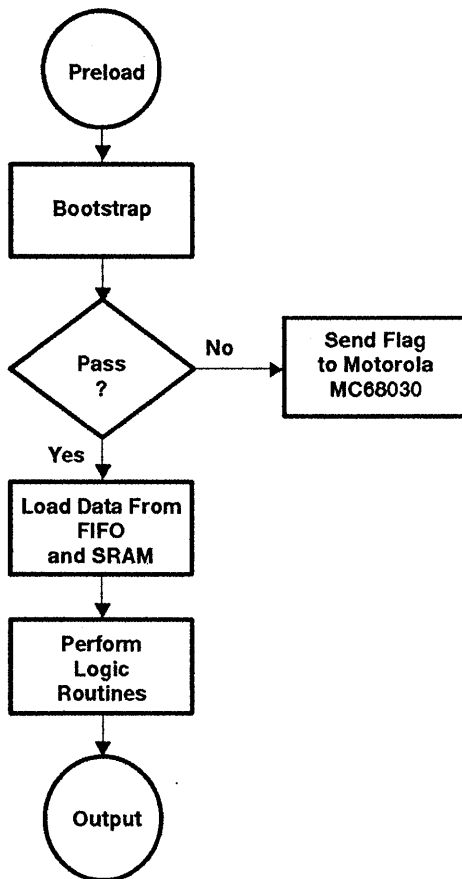 Preload
Bootstrap
Pass
?
No
Send Flag
to Motorola
MC68030
Yes
Load Data From
FIFO
and SRAM
Perform
Logic
Routines
Output